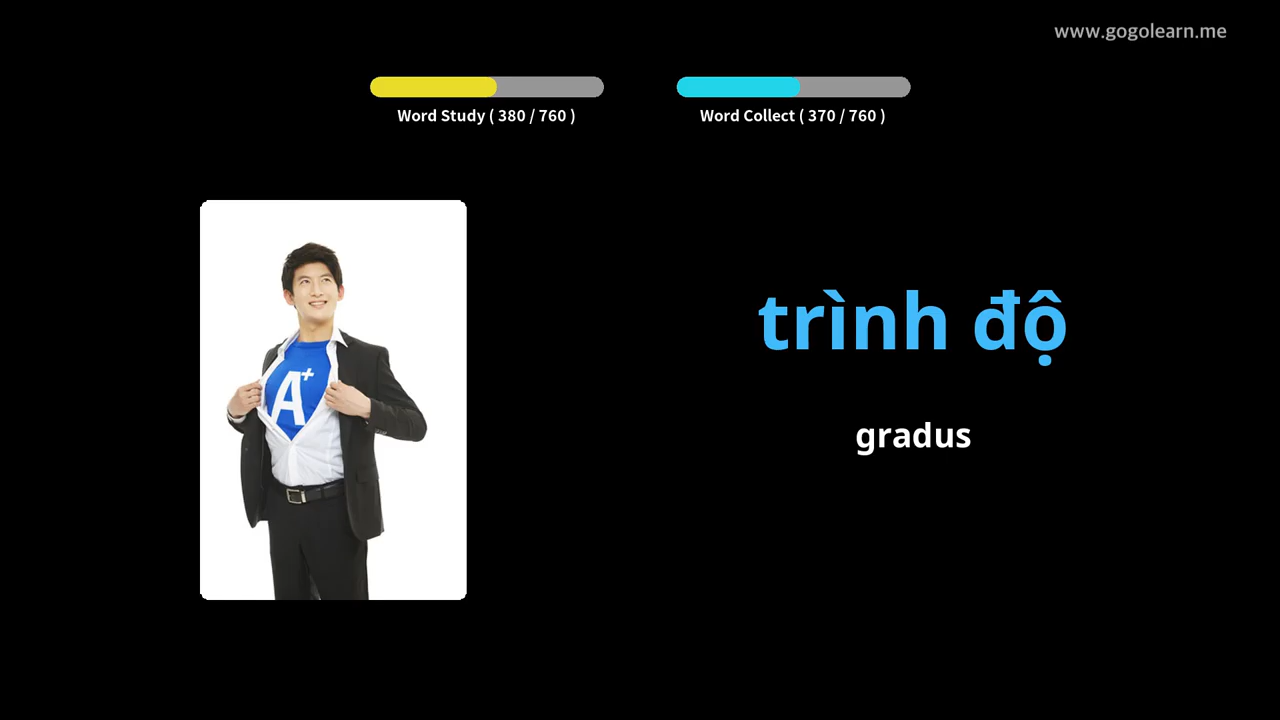 www.gogolearn.me
Word Study ( 380 / 760 )
Word Collect ( 370 / 760 )
A+
trình độ
gradus